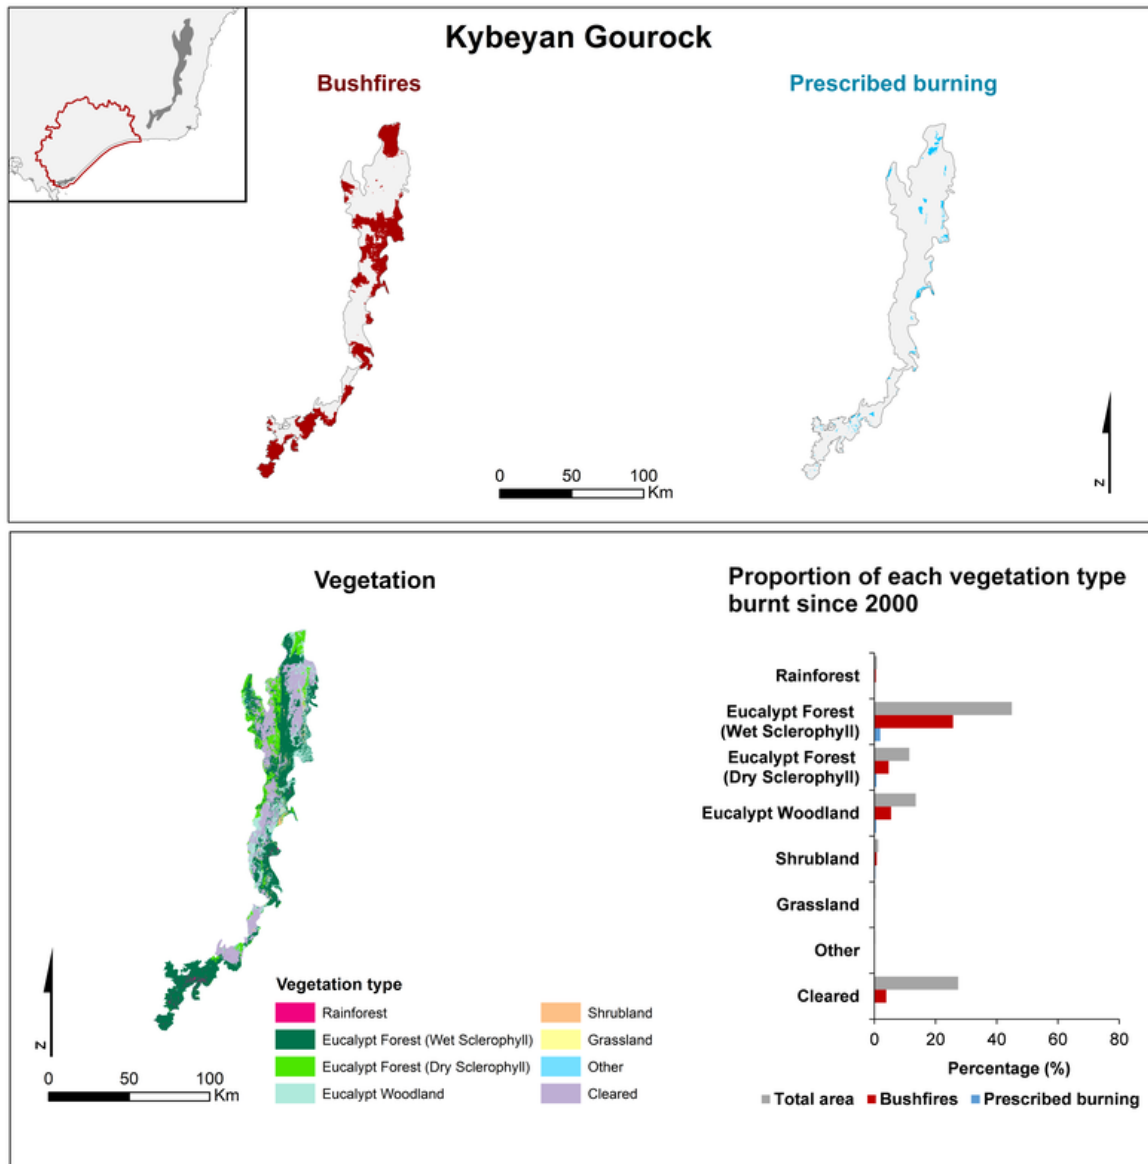 Kybeyan Gourock
Bushfires
Prescribed burning
0 50 100
Km
z
Vegetation
Proportion of each vegetation type
burnt since 2000
Rainforest
Eucalypt Forest
(Wet Sclerophyll)
Eucalypt Forest
(Dry Sclerophyll)
Eucalypt Woodland
Shrubland
Grassland
Other
Cleared
0 20 40 60 80
Percentage (%)
Total area Bushfires Prescribed burning
Vegetation type
Rainforest
Eucalypt Forest (Wet Sclerophyll)
Eucalypt Forest (Dry Sclerophyll)
Eucalypt Woodland
Shrubland
Grassland
Other
Cleared
z
0 50 100
Km